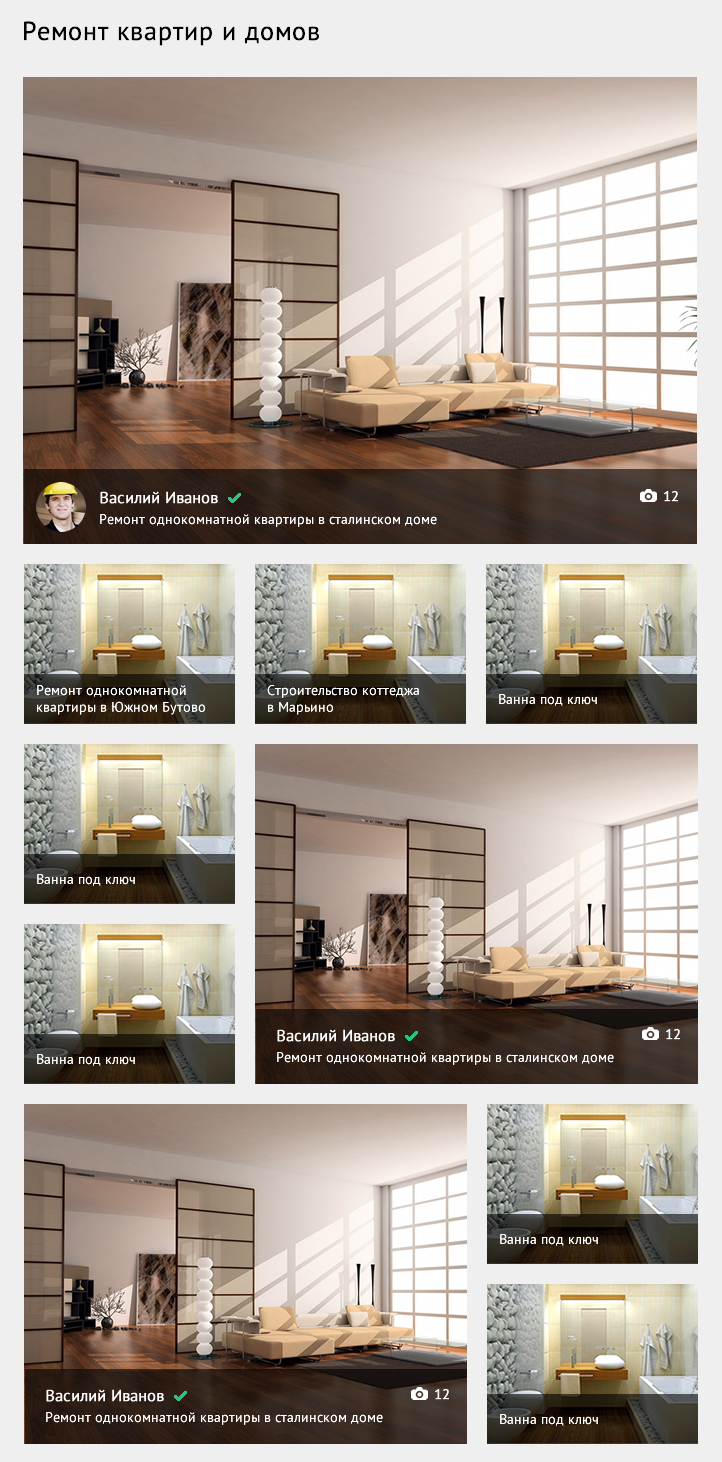 Ремонт квартир и домов
Василий Иванов
12
Ремонт однокомнатной квартиры в сталинском доме
Ремонт однокомнатной
квартиры в Южном Бутово
Строительство коттеджа
в Марьино
Ванна под ключ
Ванна под ключ
Ванна под ключ
Василий Иванов
12
Ремонт однокомнатной квартиры в сталинском доме
Василий Иванов
12
Ремонт однокомнатной квартиры в сталинском доме
Ванна под ключ
Ванна под ключ